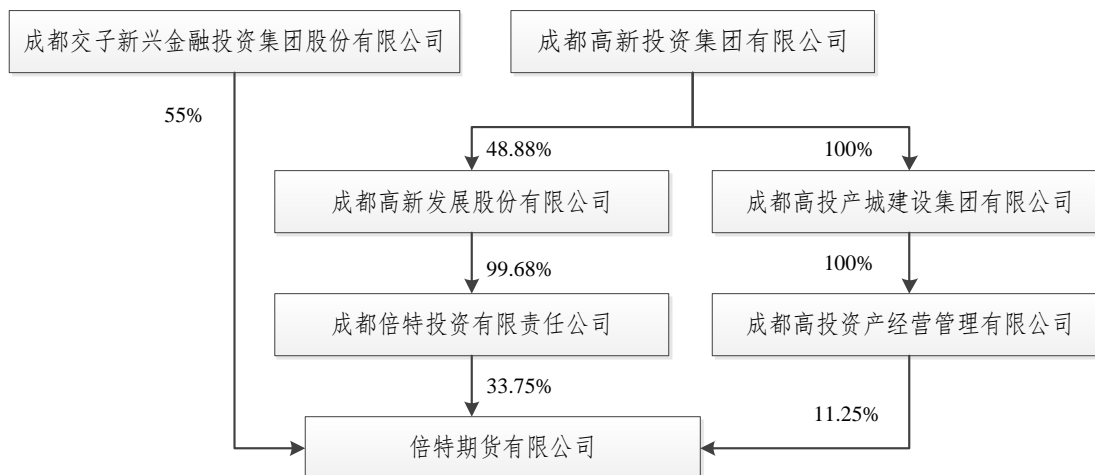 成都交子新兴金融投资集团股份有限公司
成都高新投资集团有限公司
55%
48.88%
100%
成都高新发展股份有限公司
成都高投产城建设集团有限公司
99.68%
100%
成都倍特投资有限责任公司
成都高投资产经营管理有限公司
33.75%
11.25%
倍特期货有限公司